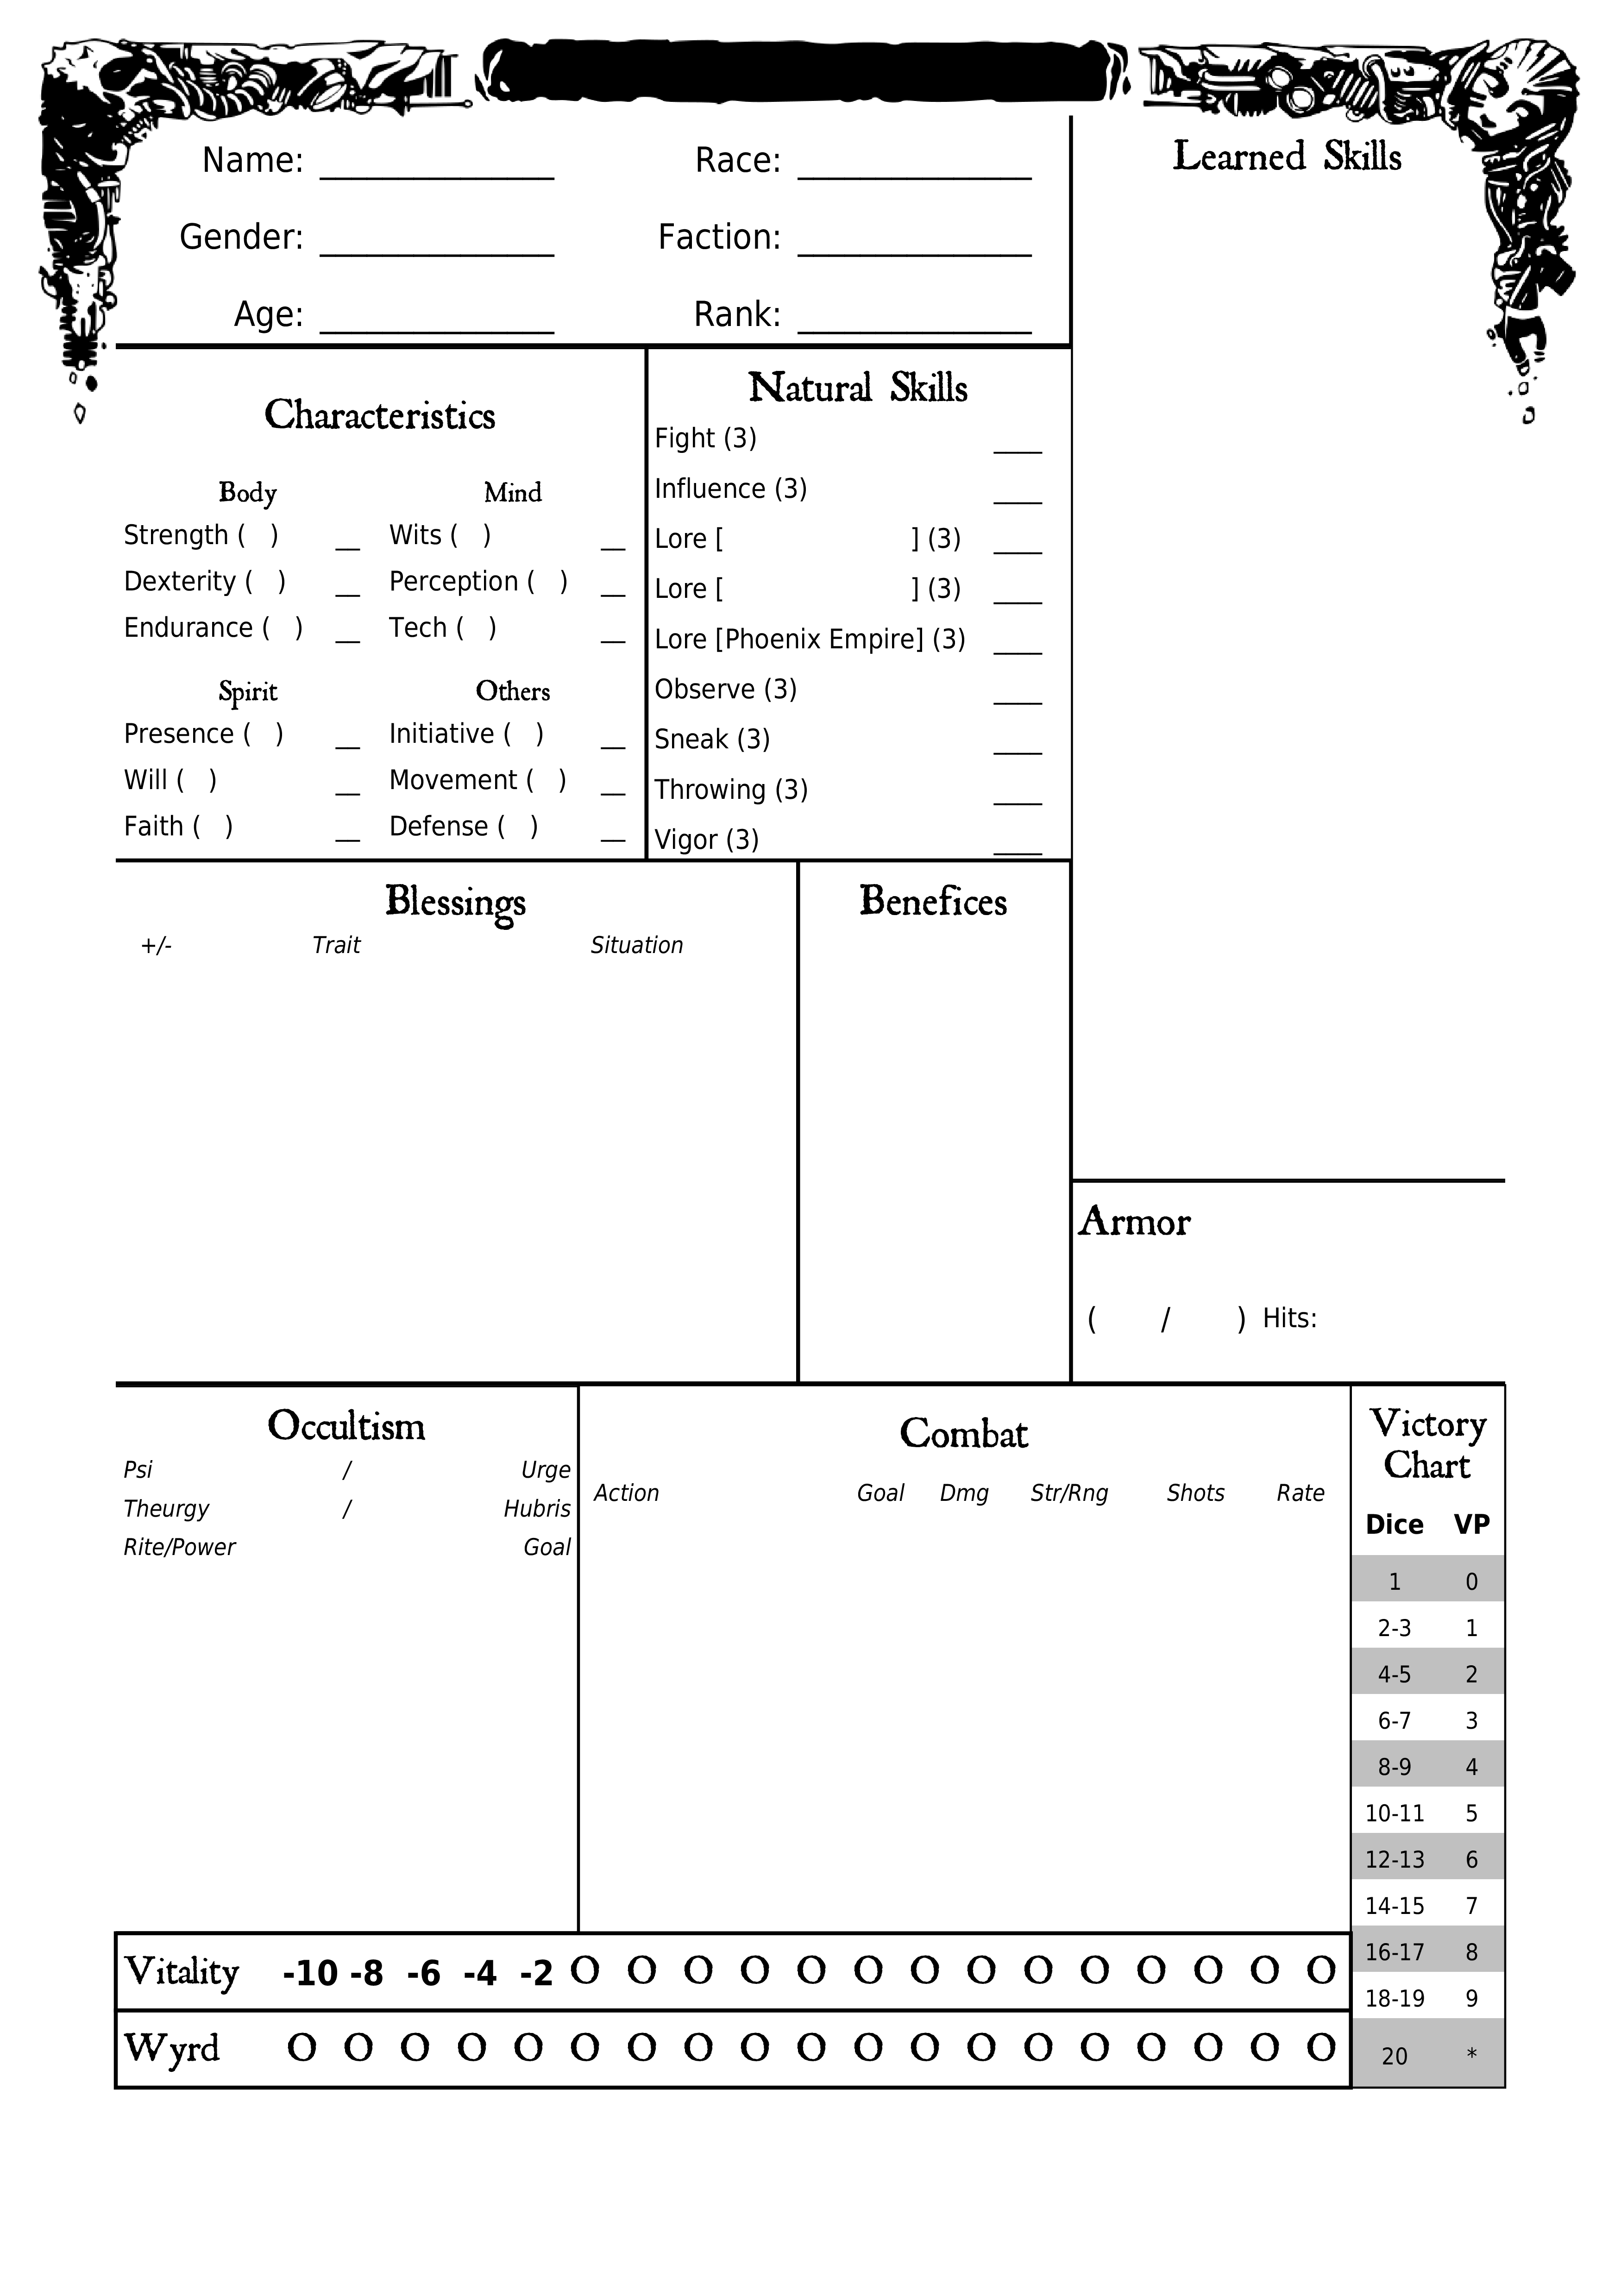 Name: _______________ Race: _______________
Gender: _______________ Faction: _______________
Age: _______________ Rank: _______________
Learned Skills
Characteristics
Body Mind
Strength ( ) __ Wits ( ) __
Dexterity ( ) __ Perception ( ) __
Endurance ( ) __ Tech ( ) __
Spirit Others
Presence ( ) __ Initiative ( ) __
Will ( ) __ Movement ( ) __
Faith ( ) __ Defense ( ) __
Natural Skills
Fight (3) ____
Influence (3) ____
Lore [ ] (3) ____
Lore [ ] (3) ____
Lore [Phoenix Empire] (3) ____
Observe (3) ____
Sneak (3) ____
Throwing (3) ____
Vigor (3) ____
Blessings
+/- Trait Situation
Benefices
Armor
( / ) Hits:
Occultism
Psi / Urge
Theurgy / Hubris
Rite/Power Goal
Combat
Action Goal Dmg Str/Rng Shots Rate
Victory
Chart
Dice VP
1 0
2-3 1
4-5 2
6-7 3
8-9 4
10-11 5
12-13 6
14-15 7
16-17 8
18-19 9
20 *
Vitality -10 -8 -6 -4 -2 O O O O O O O O O O O O O O
Wyrd O O O O O O O O O O O O O O O O O O O